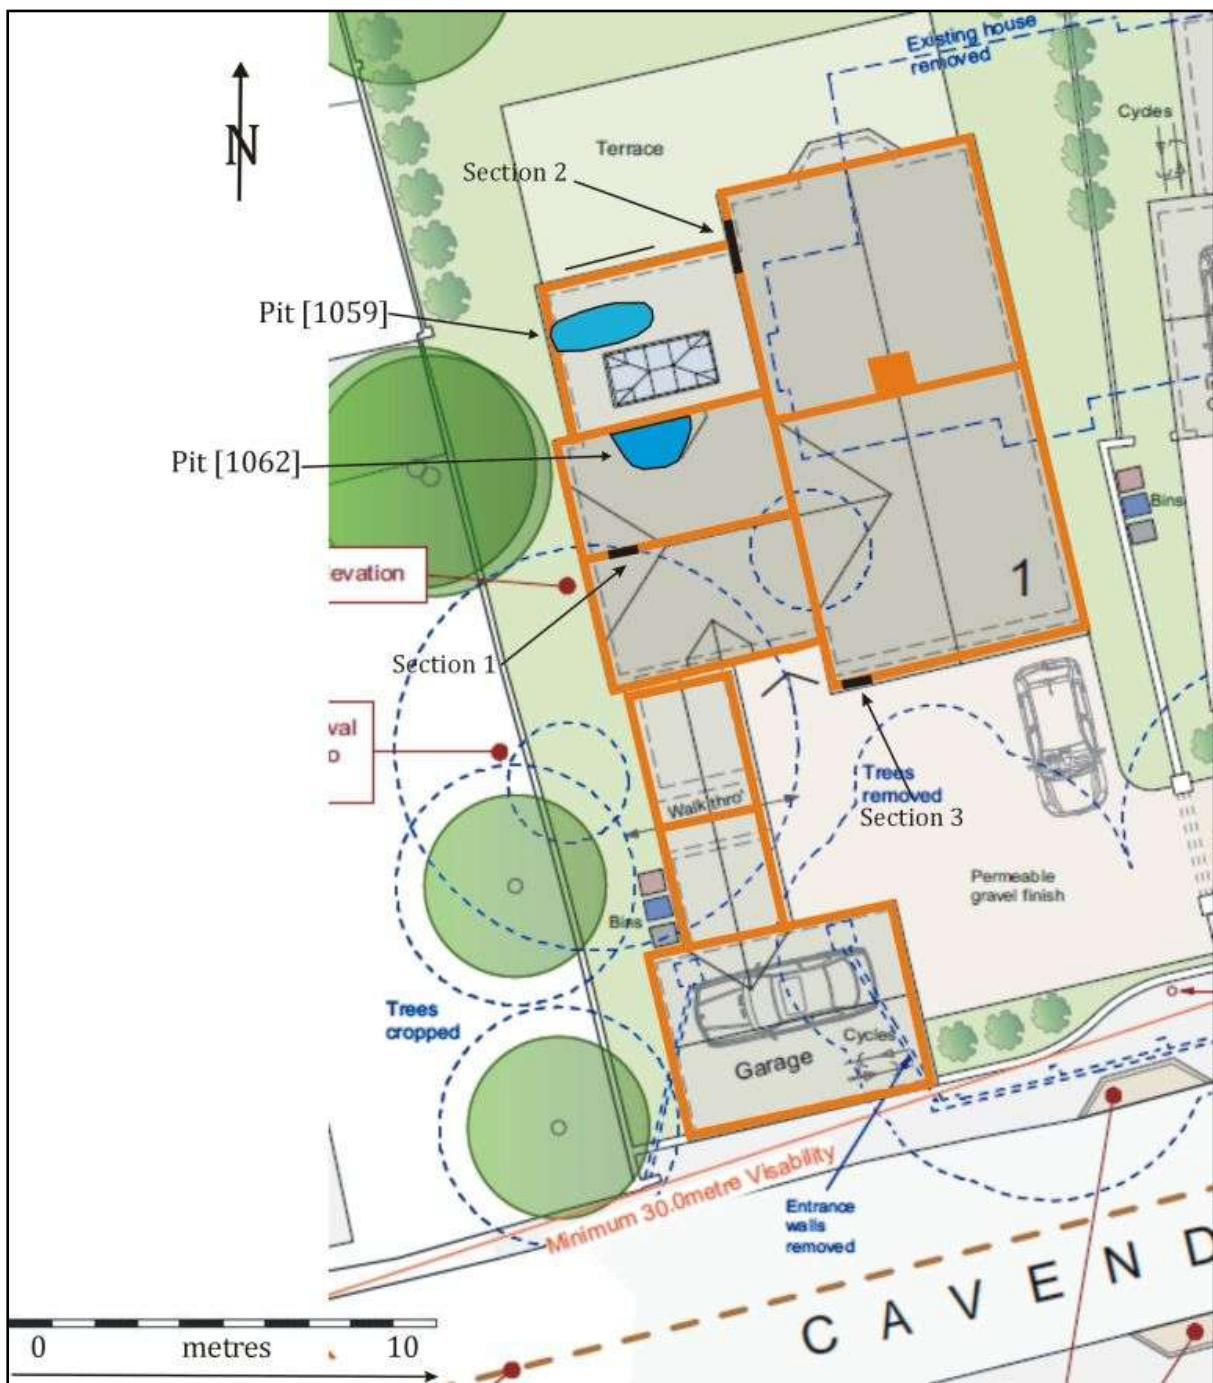 Existing house
removed
N
Terrace
Cycles
Section 2
Pit [1059]
Pit [1062]
Bins
levation
1
Section 1
val
o
Trees
removed
Walk thro'
Section 3
Permeable
gravel finish
Bins
Trees
cropped
Cycles
Garage
Minimum 30.0metre Visability
Entrance
walls
removed
CAVEND
0 metres 10